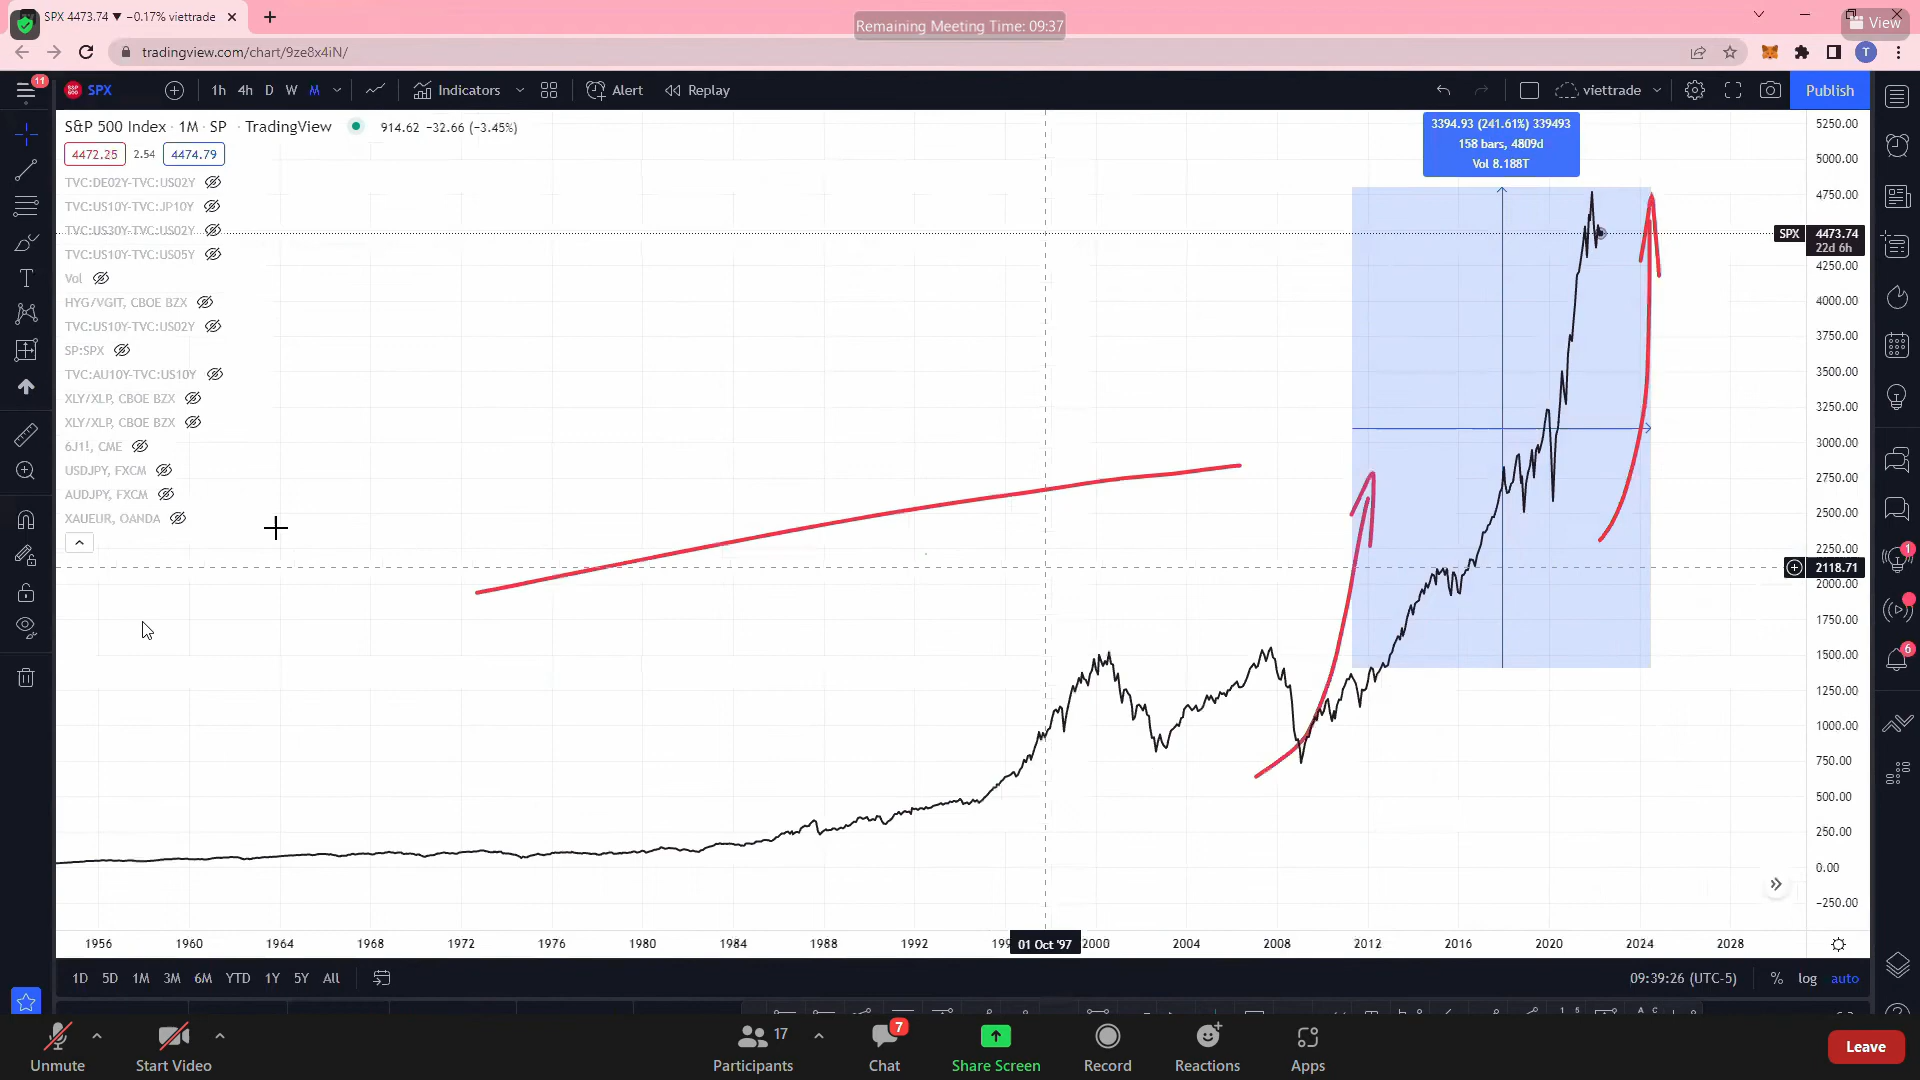 SPX 4473.74 ▼ −0.17% viettrade
Remaining Meeting Time: 09:37
View
tradingview.com/chart/9ze8x4iN/
T
11
SPX
1h 4h D W M
Indicators
Alert
Replay
viettrade
Publish
S&P 500 Index · 1M · SP · TradingView
914.62 −32.66 (−3.45%)
4472.25 2.54 4474.79
TVC:DE02Y-TVC:US02Y
TVC:US10Y-TVC:JP10Y
TVC:US30Y-TVC:US02Y
TVC:US10Y-TVC:US05Y
Vol
HYG/VGIT, CBOE BZX
TVC:US10Y-TVC:US02Y
SP:SPX
TVC:AU10Y-TVC:US10Y
XLY/XLP, CBOE BZX
XLY/XLP, CBOE BZX
6J1!, CME
USDJPY, FXCM
AUDJPY, FXCM
XAUEUR, OANDA
3394.93 (241.61%) 339493
158 bars, 4809d
Vol 8.188T
5250.00
5000.00
4750.00
SPX 4473.74
22d 6h
4250.00
4000.00
3750.00
3500.00
3250.00
3000.00
2750.00
2500.00
2250.00
2118.71
2000.00
1750.00
1500.00
1250.00
1000.00
750.00
500.00
250.00
0.00
−250.00
1
6
1956 1960 1964 1968 1972 1976 1980 1984 1988 1992 01 Oct '97 2000 2004 2008 2012 2016 2020 2024 2028
1D 5D 1M 3M 6M YTD 1Y 5Y All
09:39:26 (UTC-5) % log auto
17
7
Unmute
Start Video
Participants
Chat
Share Screen
Record
Reactions
Apps
Leave